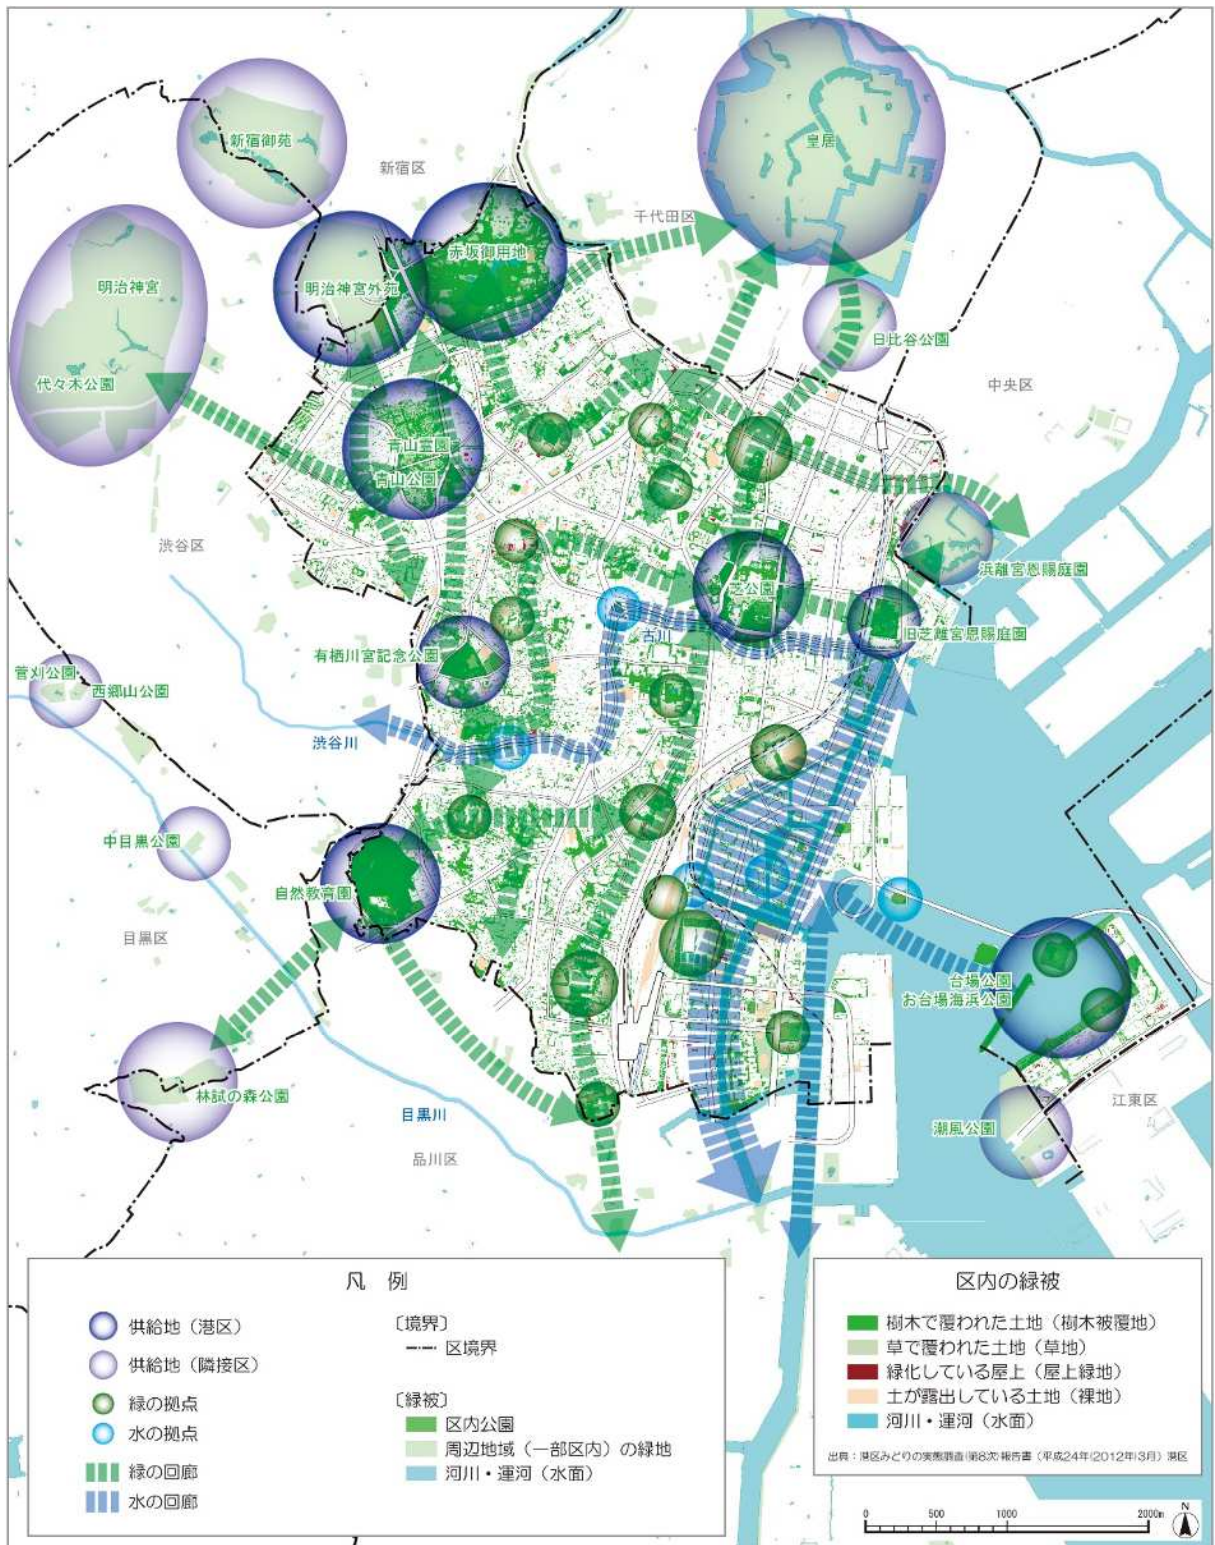 新宿御苑
皇居
新宿区
千代田区
赤坂御用地
明治神宮
明治神宮外苑
日比谷公園
代々木公園
中央区
青山霊園
青山公園
渋谷区
浜離宮恩賜庭園
芝公園
古川
旧芝離宮恩賜庭園
有栖川宮記念公園
菅刈公園
西郷山公園
渋谷川
中目黒公園
自然教育園
目黒区
台場公園
お台場海浜公園
林試の森公園
目黒川
江東区
潮風公園
品川区
凡 例
供給地(港区)
供給地(隣接区)
緑の拠点
水の拠点
緑の回廊
水の回廊
〔境界〕
区境界
〔緑被〕
区内公園
周辺地域(一部区内)の緑地
河川・運河(水面)
区内の緑被
樹木で覆われた土地(樹木被覆地)
草で覆われた土地(草地)
緑化している屋上(屋上緑地)
土が露出している土地(裸地)
河川・運河(水面)
出典:港区みどりの実態調査(第8次)報告書(平成24年(2012年)3月)港区
0 500 1000 2000m
N